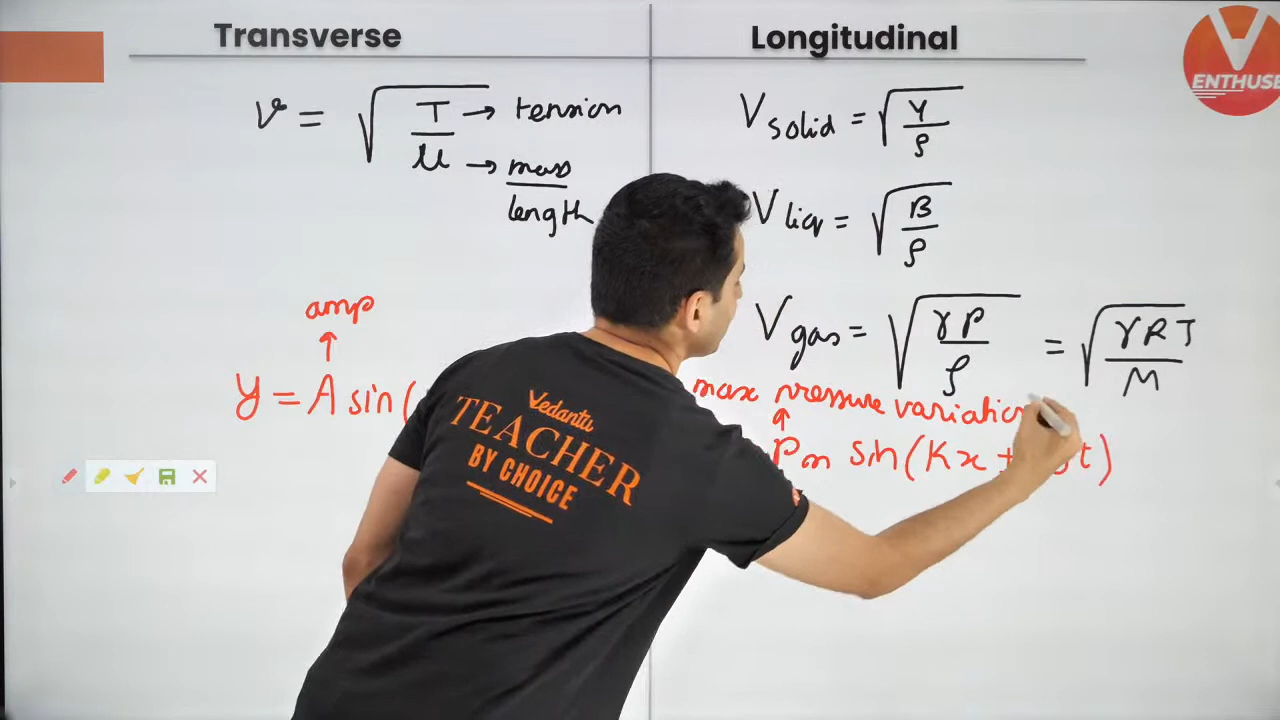 Transverse
Longitudinal
ENTHUSE
v = √(T/μ) → tension
→ mass/length
V solid = √(Y/ρ)
V liq = √(B/ρ)
V gas = √(γP/ρ) = √(γRT/M)
amp
↑
y = A sin(
max pressure variation
↑
Pm sin(Kx + t)
Vedantu
TEACHER
BY CHOICE